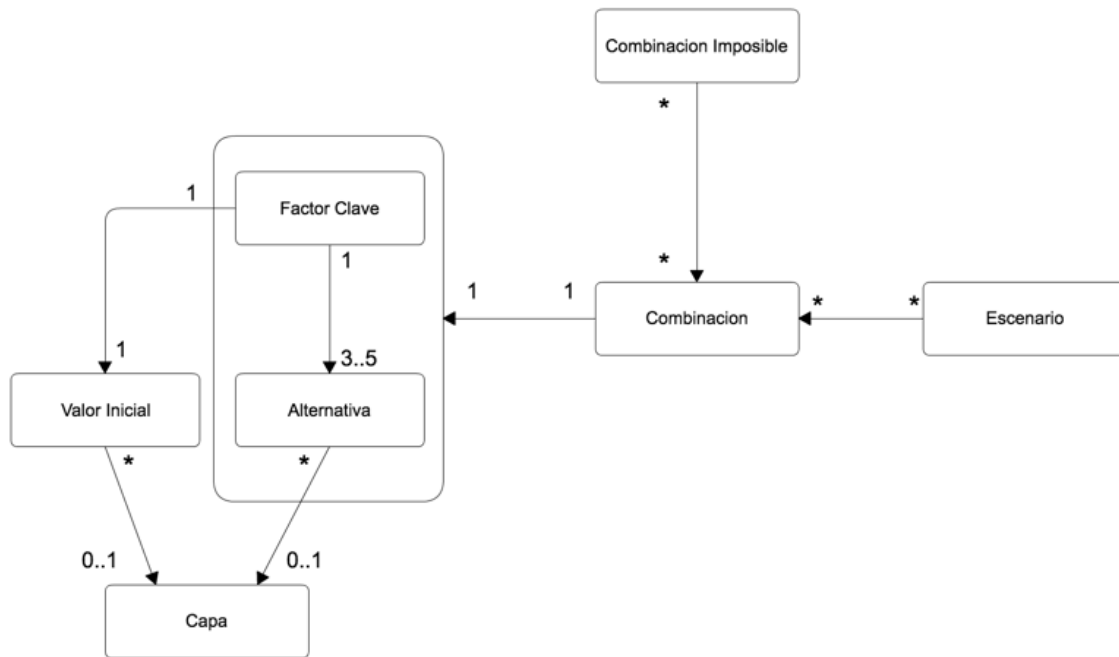 Combinacion Imposible
*
1
Factor Clave
1
*
1
1
Combinacion
*
*
Escenario
1
3..5
Valor Inicial
Alternativa
*
*
0..1
0..1
Capa